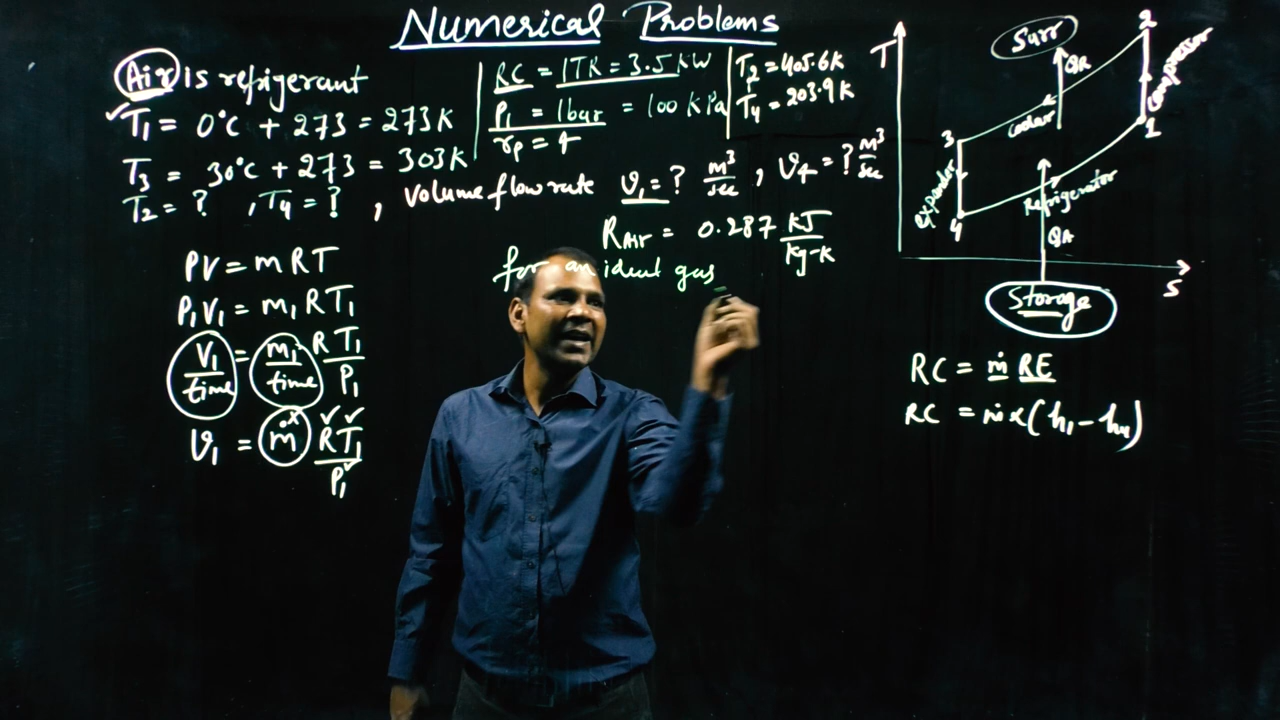 Numerical Problems
Air is refrigerant
T1 = 0°C + 273 = 273K
T3 = 30°C + 273 = 303K
T2 = ? , T4 = ? , volume flow rate v1 = ? m³/sec , v4 = ? m³/sec
RC = 1TR = 3.5 kW
P1 = 1bar = 100 kPa
rp = 4
T2 = 405.6K
T4 = 203.9K
RAir = 0.287 kJ/kg-K
for an ideal gas
PV = mRT
P1V1 = m1RT1
V1/time = m1/time RT1/P1
v1 = ṁ RT1/P1
T
Surr
2
QR
Compressor
cooler
3
1
expander
Refrigerator
4
QA
S
Storage
RC = ṁ RE
RC = ṁ x (h1 - h4)